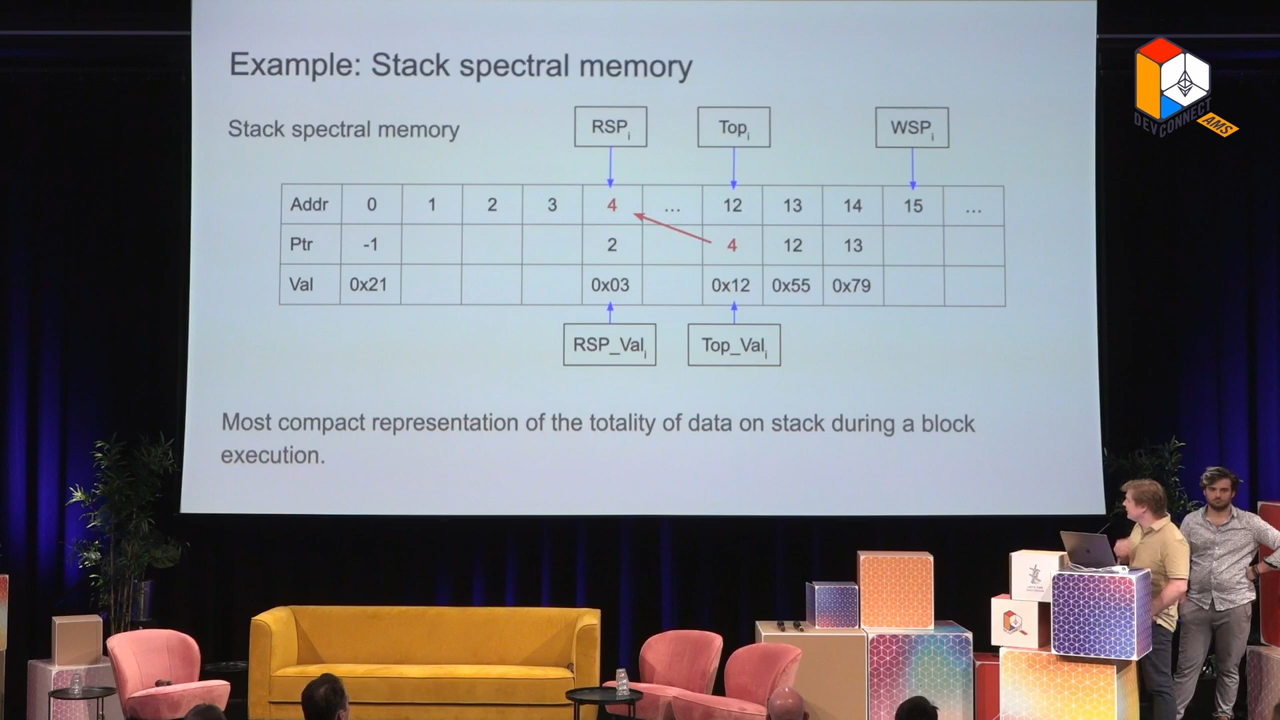 Example: Stack spectral memory
Stack spectral memory
RSPi Topi WSPi
Addr 0 1 2 3 4 ... 12 13 14 15 ...
Ptr -1 2 4 12 13
Val 0x21 0x03 0x12 0x55 0x79
RSP_Vali Top_Vali
Most compact representation of the totality of data on stack during a block
execution.
DEVCONNECT
AMS